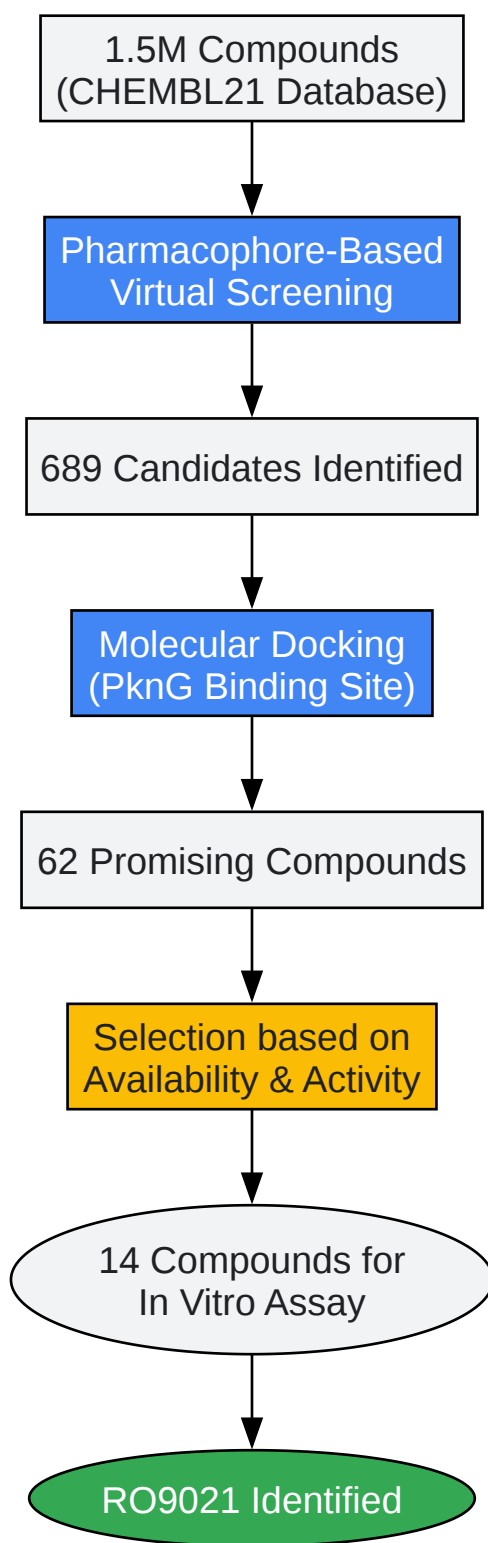 1.5M Compounds
(CHEMBL21 Database)
Pharmacophore-Based
Virtual Screening
689 Candidates Identified
Molecular Docking
(PknG Binding Site)
62 Promising Compounds
Selection based on
Availability & Activity
14 Compounds for
In Vitro Assay
RO9021 Identified